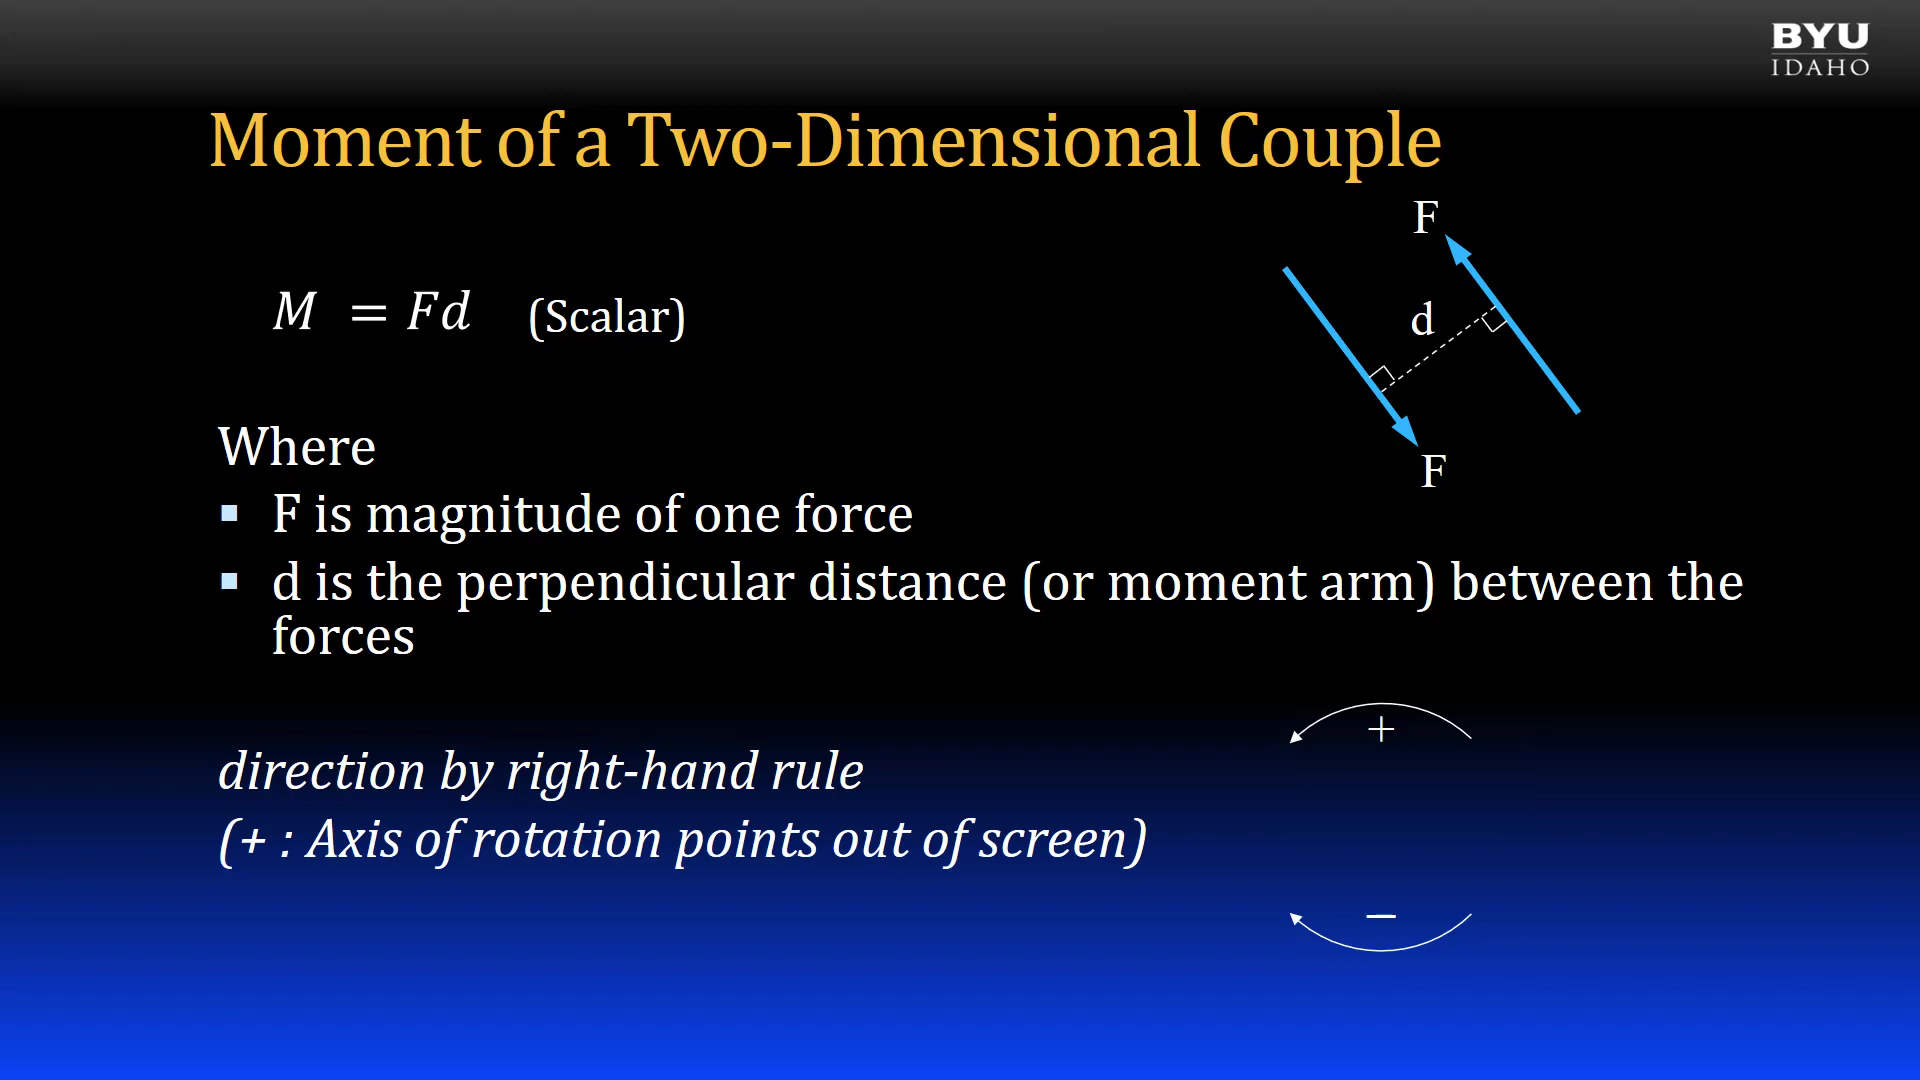 BYU
IDAHO
Moment of a Two-Dimensional Couple
F
M = Fd (Scalar)
d
F
Where
▪ F is magnitude of one force
▪ d is the perpendicular distance (or moment arm) between the
forces
+
direction by right-hand rule
(+ : Axis of rotation points out of screen)
−